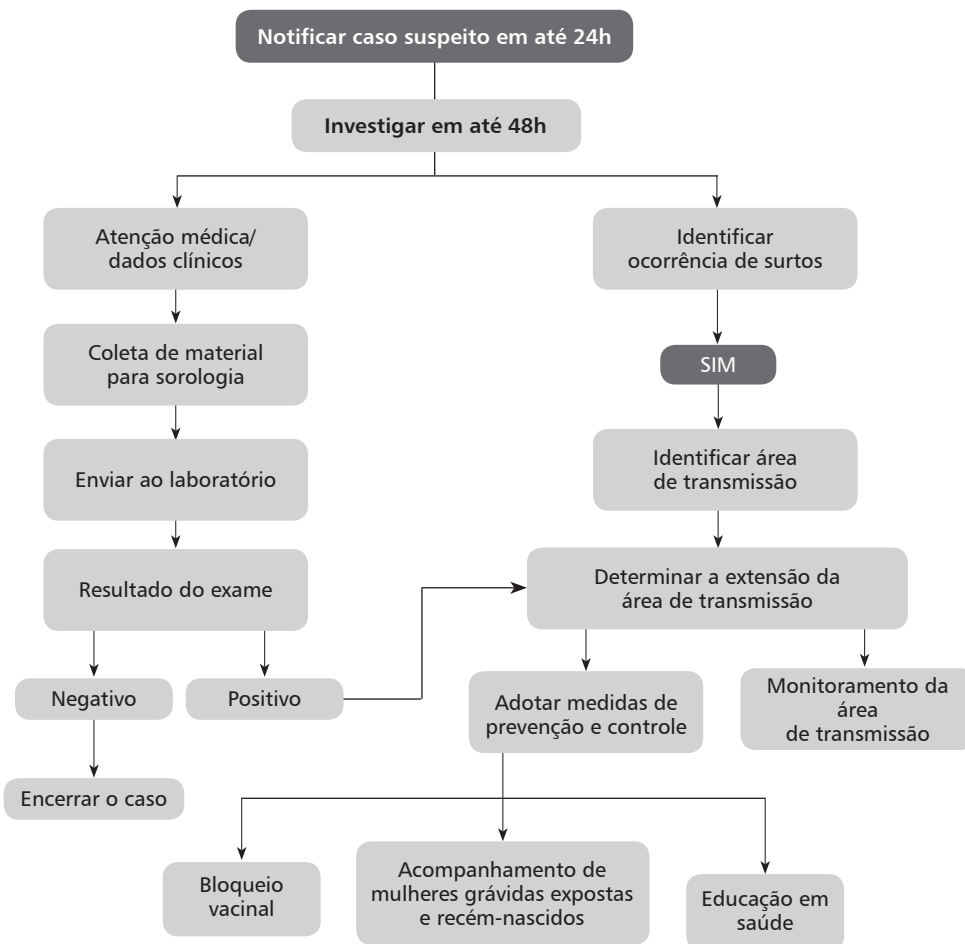 Notificar caso suspeito em até 24h
Investigar em até 48h
Atenção médica/
dados clínicos
Coleta de material
para sorologia
Enviar ao laboratório
Resultado do exame
Negativo
Positivo
Encerrar o caso
Identificar
ocorrência de surtos
SIM
Identificar área
de transmissão
Determinar a extensão da
área de transmissão
Adotar medidas de
prevenção e controle
Monitoramento da
área
de transmissão
Bloqueio
vacinal
Acompanhamento de
mulheres grávidas expostas
e recém-nascidos
Educação em
saúde